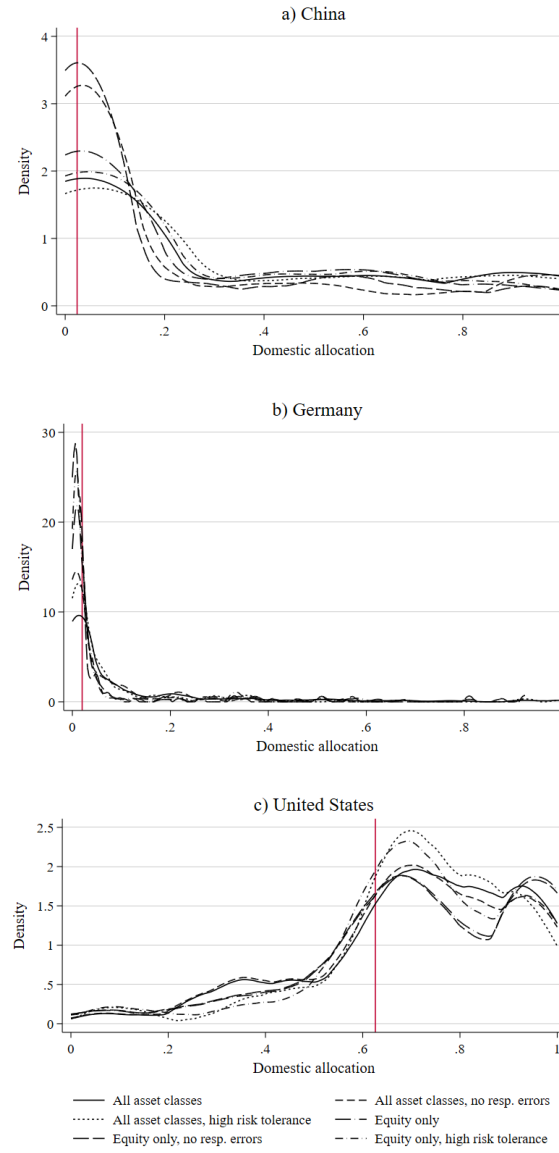 a) China
4
3
2
1
0
Density
0
.2
.4
.6
.8
Domestic allocation
b) Germany
30
20
10
0
Density
0
.2
.4
.6
.8
Domestic allocation
c) United States
2.5
2
1.5
1
.5
0
Density
0
.2
.4
.6
.8
1
Domestic allocation
All asset classes
All asset classes, no resp. errors
All asset classes, high risk tolerance
Equity only
Equity only, no resp. errors
Equity only, high risk tolerance